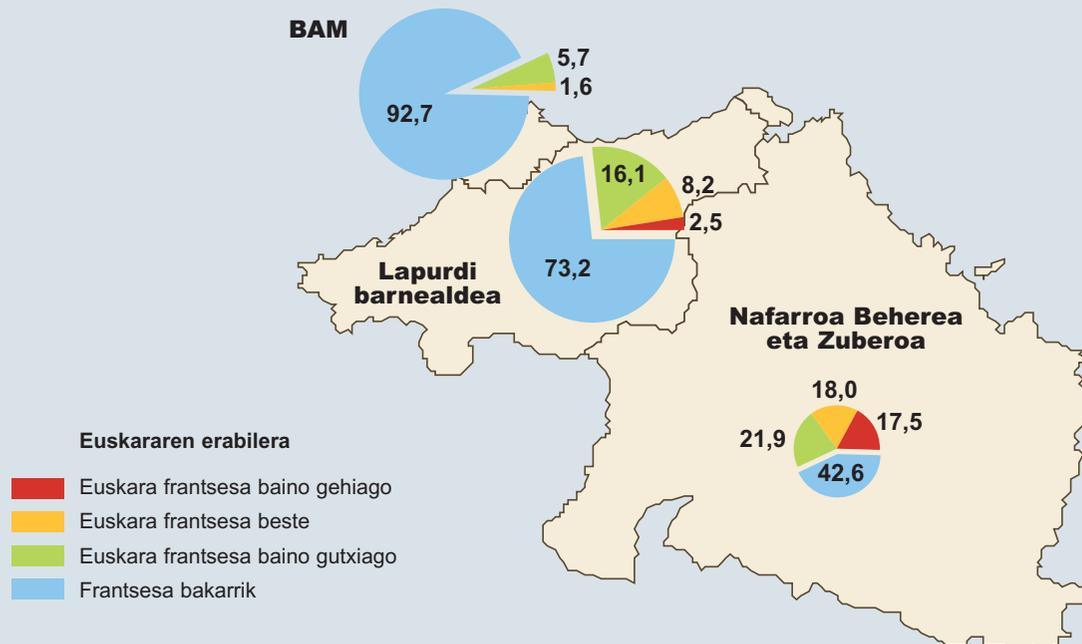 BAM
5,7
1,6
92,7
16,1
8,2
2,5
73,2
Lapurdi
barnealdea
Nafarroa Beherea
eta Zuberoa
18,0
17,5
21,9
42,6
Euskararen erabilera
Euskara frantsesa baino gehiago
Euskara frantsesa beste
Euskara frantsesa baino gutxiago
Frantsesa bakarrik